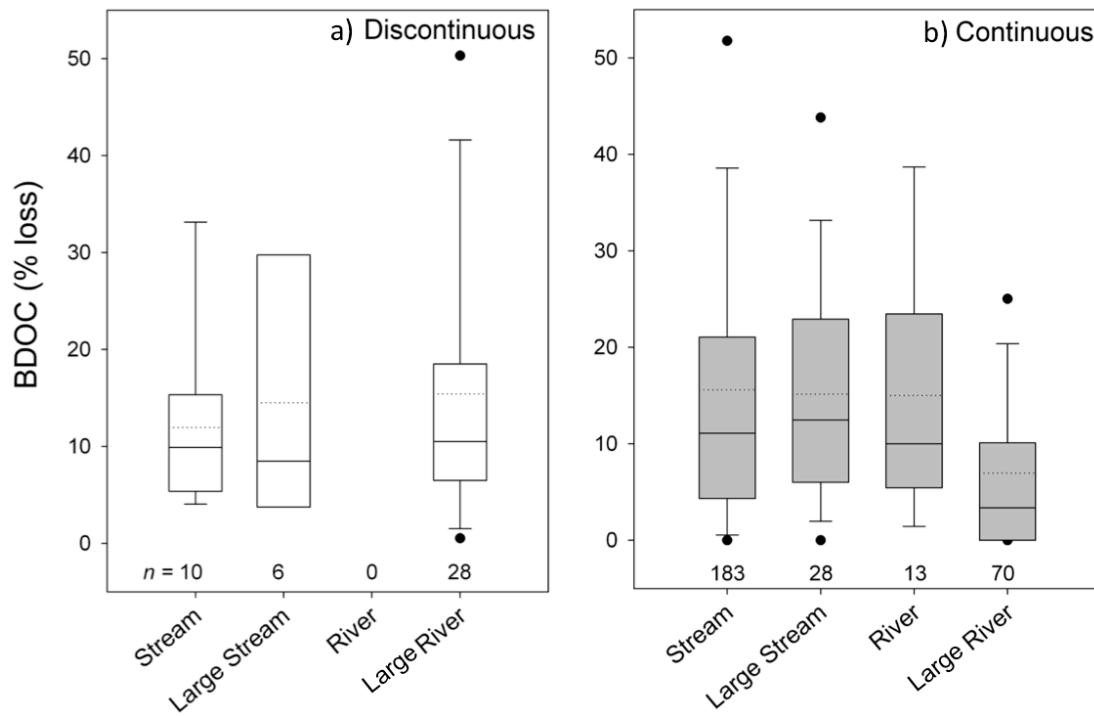 a) Discontinuous
b) Continuous
BDOC (% loss)
50
40
30
20
10
0
50
40
30
20
10
0
n = 10
6
0
28
183
28
13
70
Stream
Large Stream
River
Large River
Stream
Large Stream
River
Large River